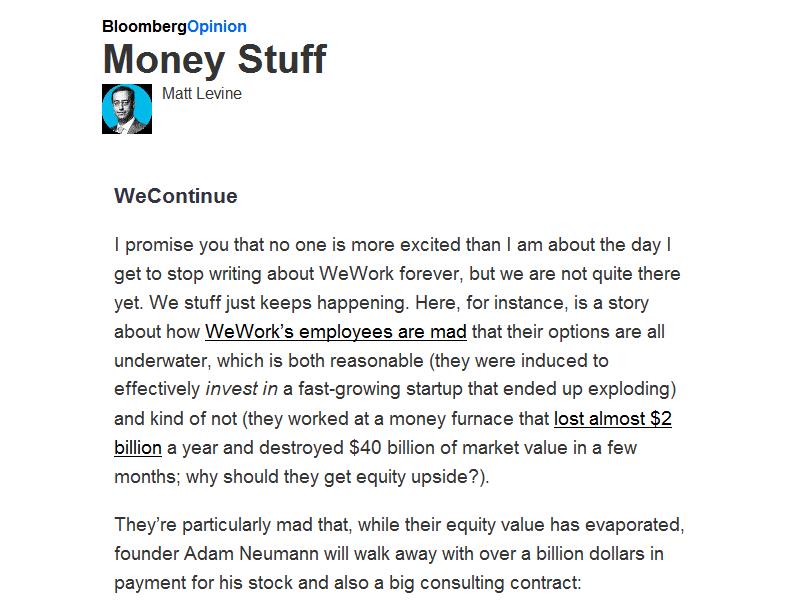 BloombergOpinion
Money Stuff
Matt Levine
WeContinue
I promise you that no one is more excited than I am about the day I
get to stop writing about WeWork forever, but we are not quite there
yet. We stuff just keeps happening. Here, for instance, is a story
about how WeWork’s employees are mad that their options are all
underwater, which is both reasonable (they were induced to
effectively invest in a fast-growing startup that ended up exploding)
and kind of not (they worked at a money furnace that lost almost $2
billion a year and destroyed $40 billion of market value in a few
months; why should they get equity upside?).
They’re particularly mad that, while their equity value has evaporated,
founder Adam Neumann will walk away with over a billion dollars in
payment for his stock and also a big consulting contract: